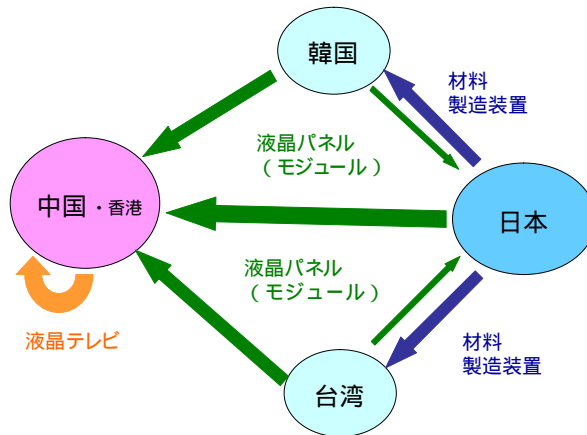 韓国
材料
製造装置
液晶パネル
（モジュール）
中国・香港
日本
液晶パネル
（モジュール）
液晶テレビ
材料
製造装置
台湾